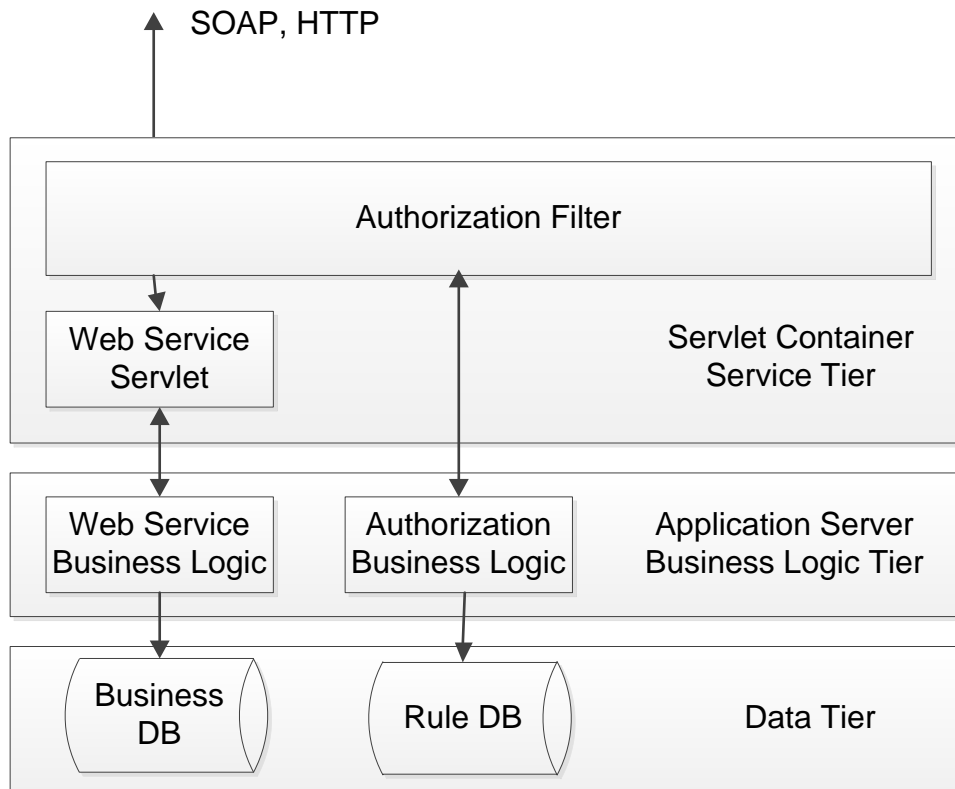 SOAP, HTTP
Authorization Filter
Web Service
Servlet
Servlet Container
Service Tier
Web Service
Business Logic
Authorization
Business Logic
Application Server
Business Logic Tier
Business
DB
Rule DB
Data Tier